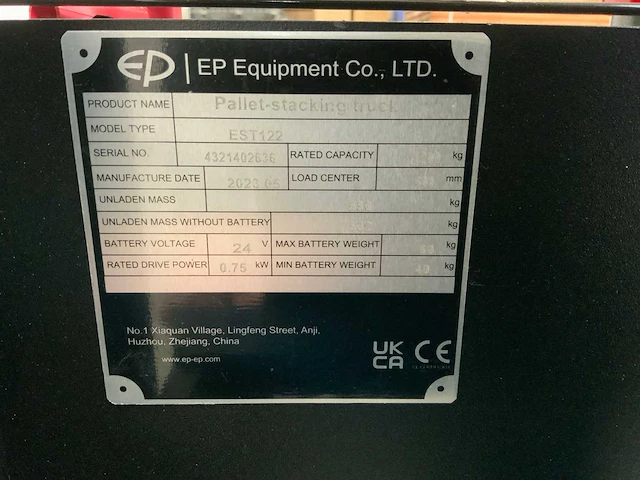 EP | EP Equipment Co., LTD.
PRODUCT NAME Pallet-stacking truck
MODEL TYPE EST122
SERIAL NO. 4321402636 RATED CAPACITY kg
MANUFACTURE DATE 2023.05 LOAD CENTER mm
UNLADEN MASS kg
UNLADEN MASS WITHOUT BATTERY kg
BATTERY VOLTAGE 24 V MAX BATTERY WEIGHT kg
RATED DRIVE POWER 0.75 kW MIN BATTERY WEIGHT kg
No.1 Xiaquan Village, Lingfeng Street, Anji,
Huzhou, Zhejiang, China
www.ep-ep.com
UK CA CE